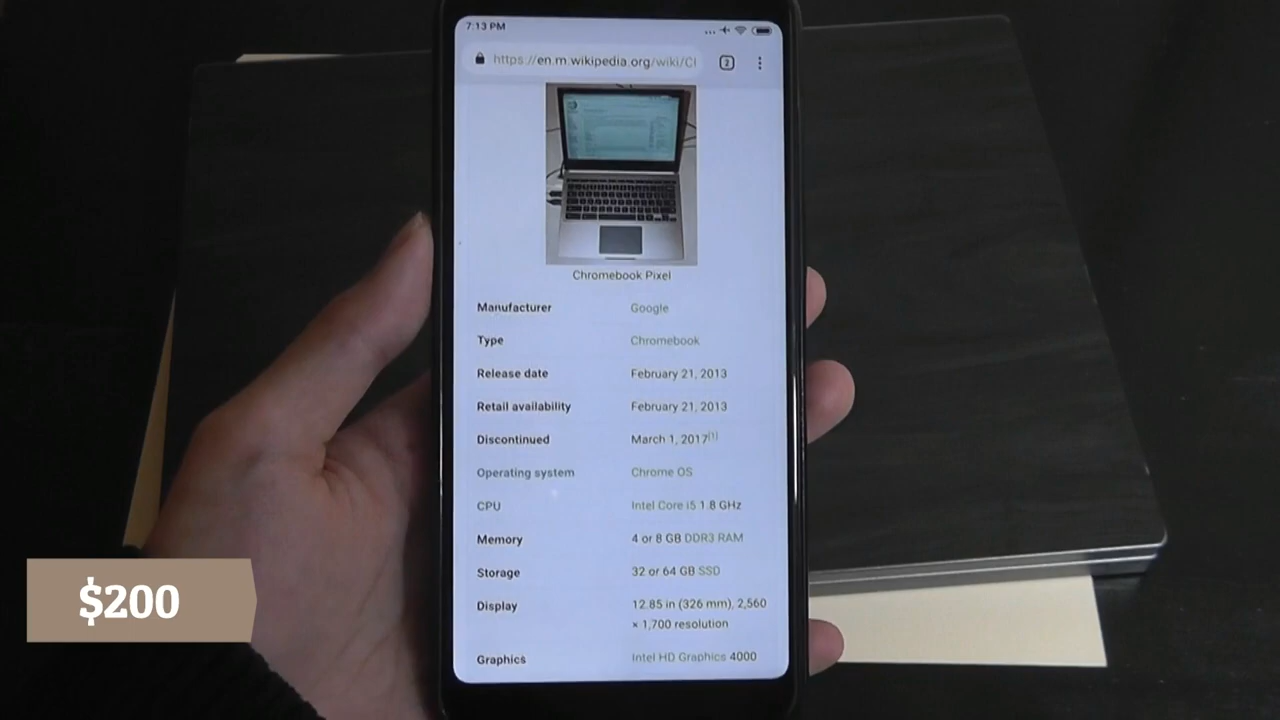 7:13 PM
https://en.m.wikipedia.org/wiki/Cl
2
Chromebook Pixel
Manufacturer Google
Type Chromebook
Release date February 21, 2013
Retail availability February 21, 2013
Discontinued March 1, 2017[1]
Operating system Chrome OS
CPU Intel Core i5 1.8 GHz
Memory 4 or 8 GB DDR3 RAM
Storage 32 or 64 GB SSD
Display 12.85 in (326 mm), 2,560
× 1,700 resolution
Graphics Intel HD Graphics 4000
$200